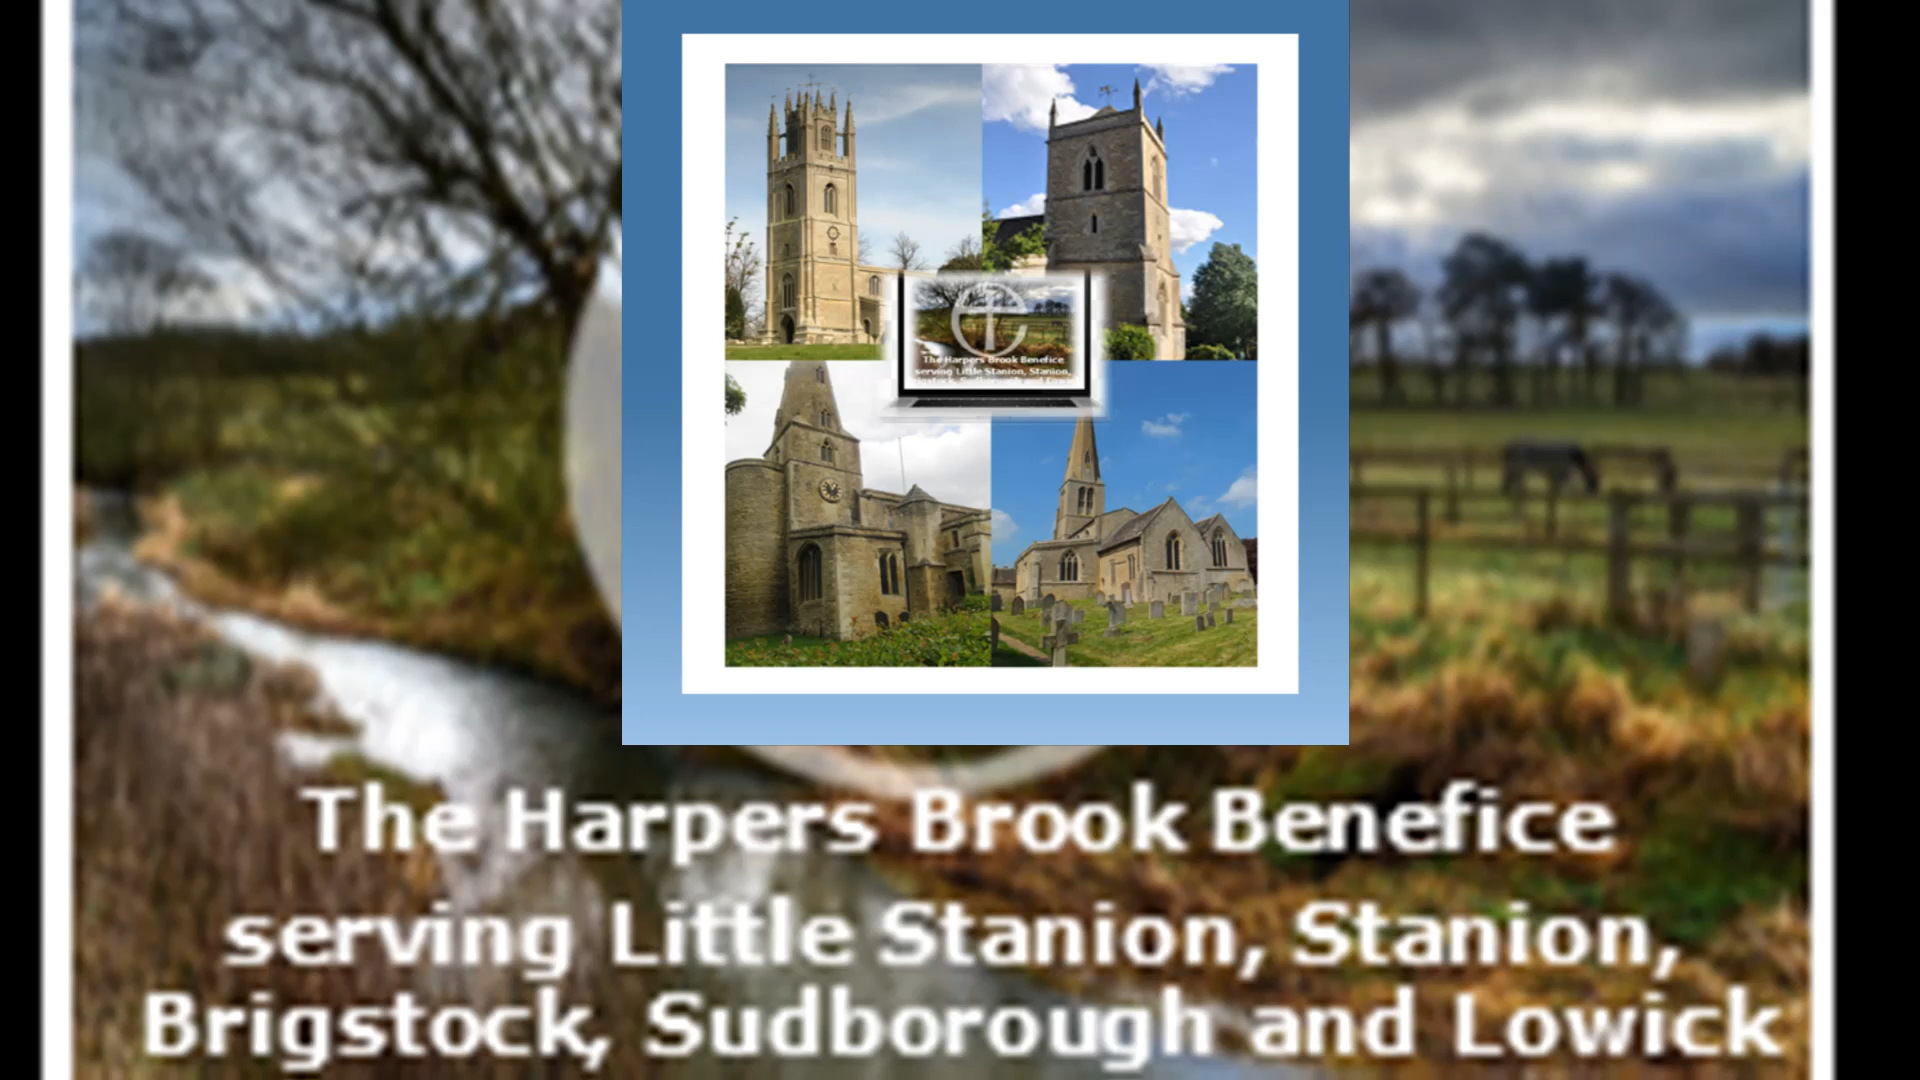 The Harpers Brook Benefice
serving Little Stanion, Stanion,
The Harpers Brook Benefice
serving Little Stanion, Stanion,
Brigstock, Sudborough and Lowick